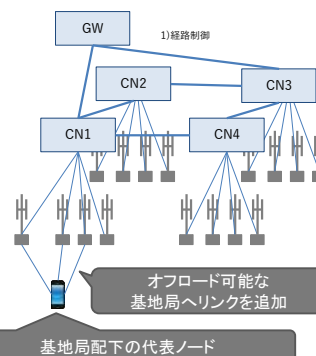 GW
1)経路制御
CN2
CN3
CN1
CN4
オフロード可能な
基地局へリンクを追加
基地局配下の代表ノード